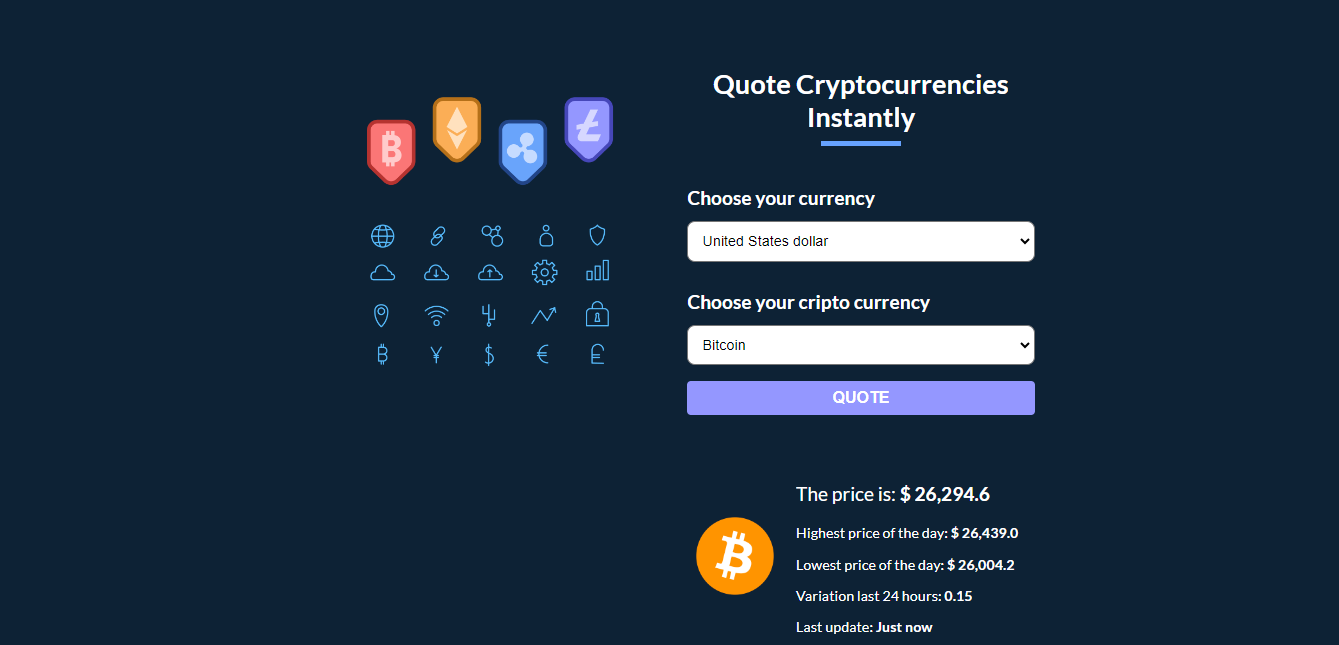 Quote Cryptocurrencies
Instantly
Choose your currency
United States dollar
Choose your cripto currency
Bitcoin
QUOTE
The price is: $ 26,294.6
Highest price of the day: $ 26,439.0
Lowest price of the day: $ 26,004.2
Variation last 24 hours: 0.15
Last update: Just now